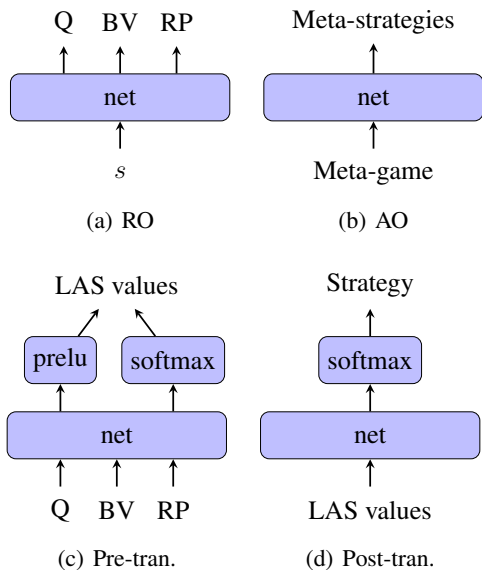 Q BV RP
Meta-strategies
net
net
s
Meta-game
(a) RO
(b) AO
LAS values
Strategy
prelu
softmax
softmax
net
net
Q BV RP
LAS values
(c) Pre-tran.
(d) Post-tran.